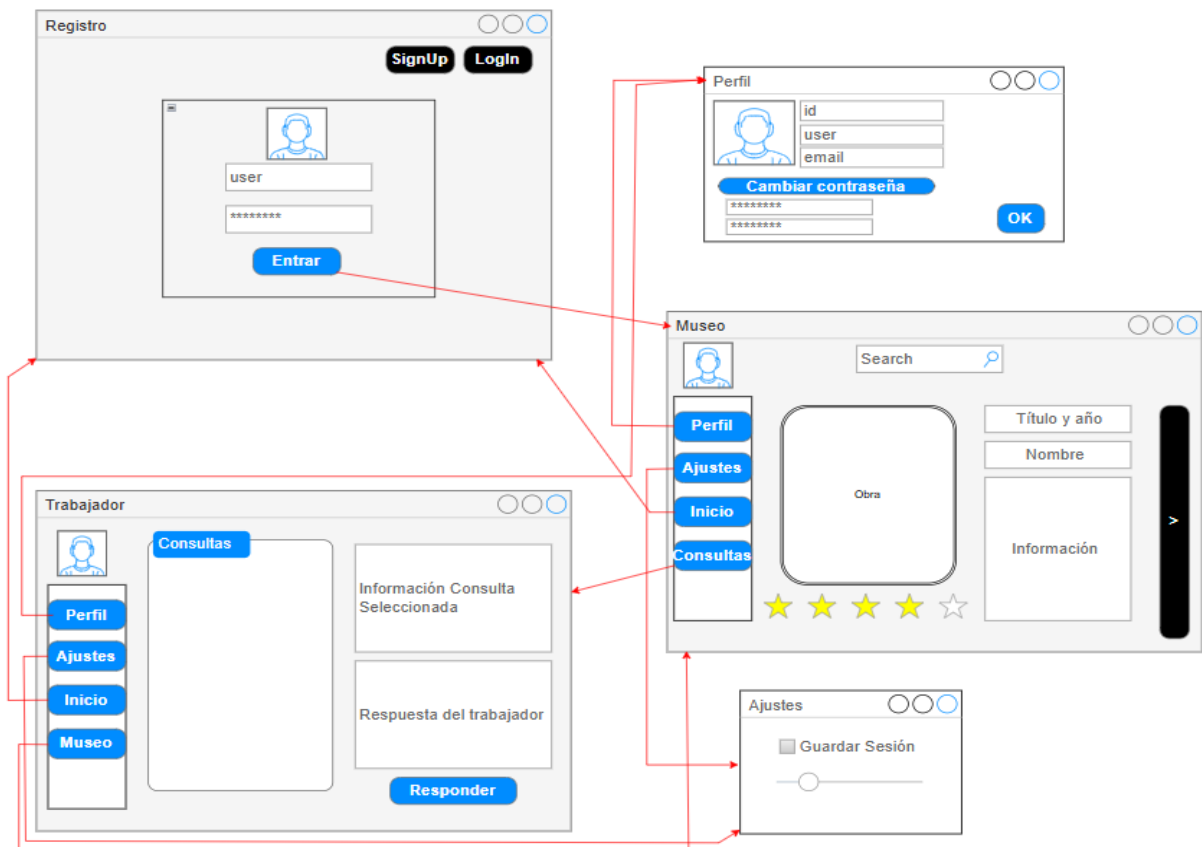 Registro
SignUp
LogIn
user
********
Entrar
Perfil
id
user
email
Cambiar contraseña
********
********
OK
Museo
Search
Perfil
Ajustes
Inicio
Consultas
Obra
Título y año
Nombre
Información
>
Trabajador
Perfil
Ajustes
Inicio
Museo
Consultas
Información Consulta
Seleccionada
Respuesta del trabajador
Responder
Ajustes
Guardar Sesión